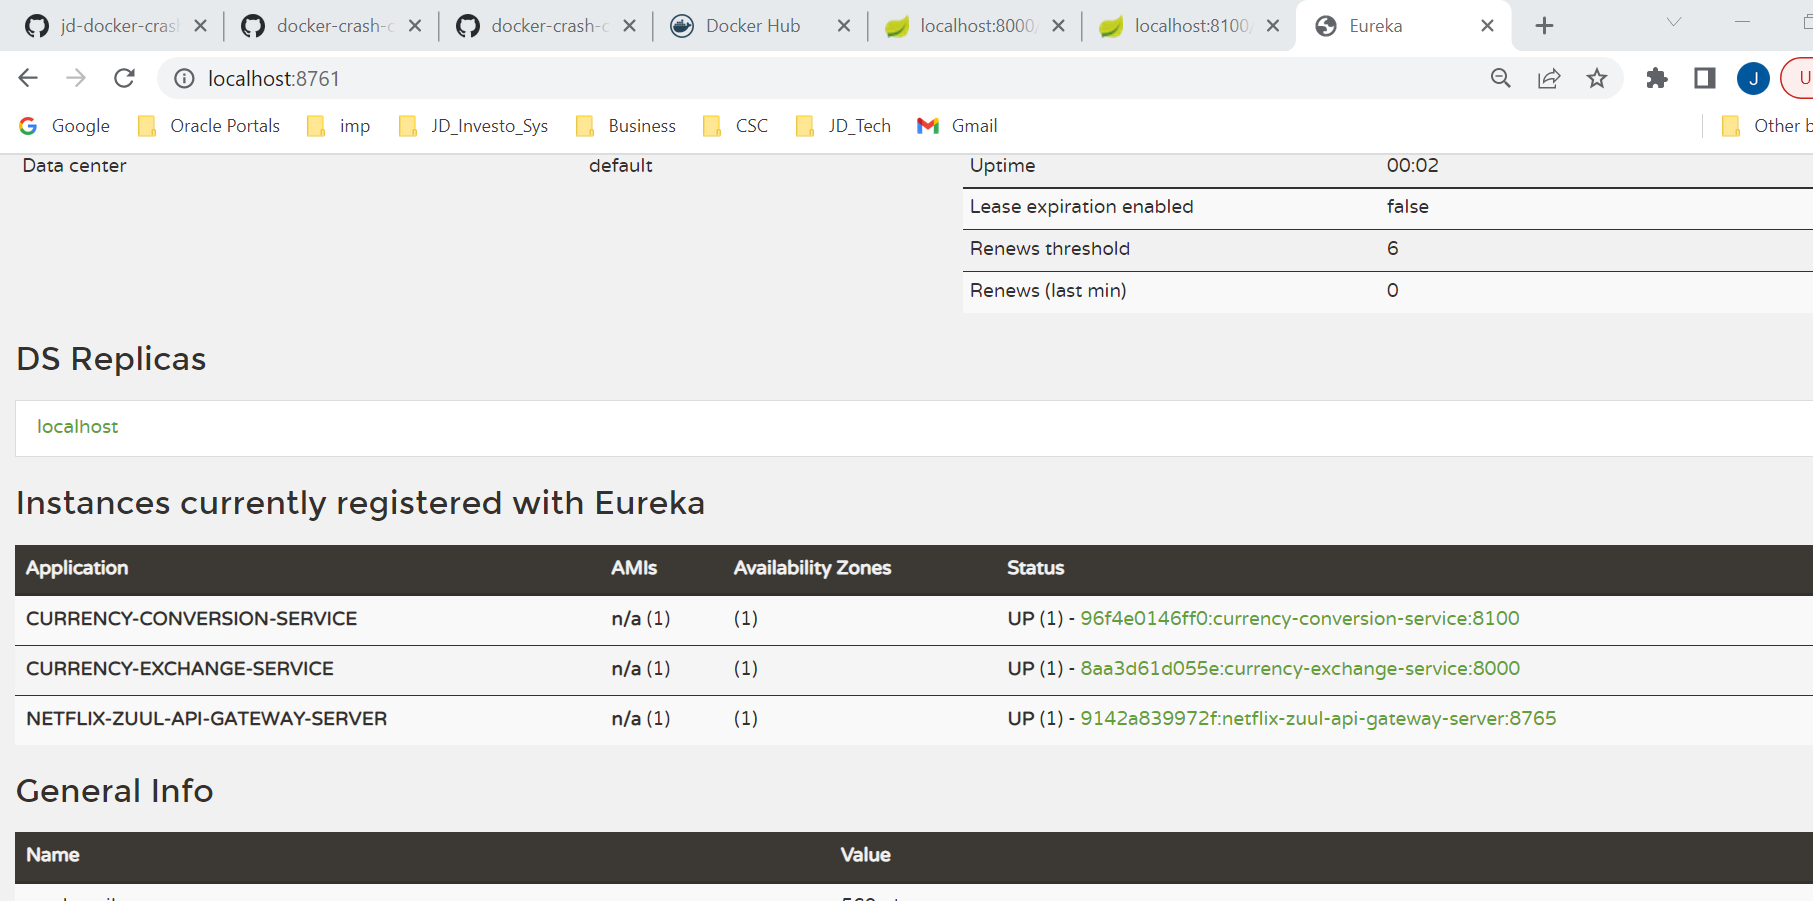 jd-docker-crash
docker-crash-c
docker-crash-c
Docker Hub
localhost:8000/
localhost:8100/
Eureka
localhost:8761
J
U
Google
Oracle Portals
imp
JD_Investo_Sys
Business
CSC
JD_Tech
Gmail
Other b
Data center default
Uptime 00:02
Lease expiration enabled false
Renews threshold 6
Renews (last min) 0
DS Replicas
localhost
Instances currently registered with Eureka
Application AMIs Availability Zones Status
CURRENCY-CONVERSION-SERVICE n/a (1) (1) UP (1) - 96f4e0146ff0:currency-conversion-service:8100
CURRENCY-EXCHANGE-SERVICE n/a (1) (1) UP (1) - 8aa3d61d055e:currency-exchange-service:8000
NETFLIX-ZUUL-API-GATEWAY-SERVER n/a (1) (1) UP (1) - 9142a839972f:netflix-zuul-api-gateway-server:8765
General Info
Name Value